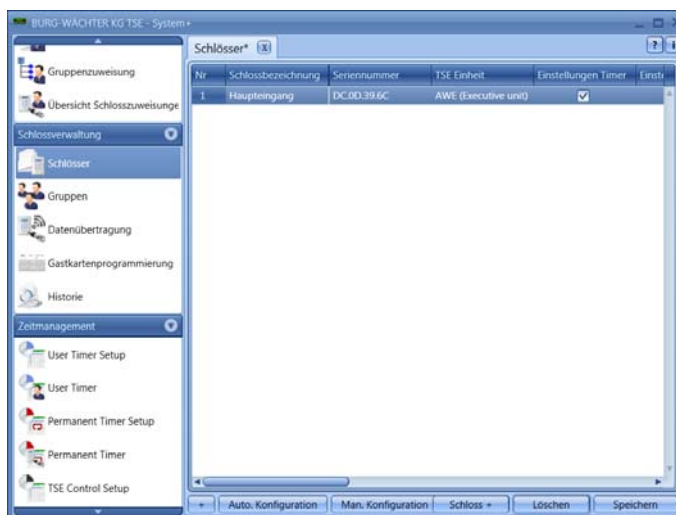 BURG-WÄCHTER KG TSE - System +
Gruppenzuweisung
Übersicht Schlosszuweisunge
Schlossverwaltung
Schlösser
Gruppen
Datenübertragung
Gastkartenprogrammierung
Historie
Zeitmanagement
User Timer Setup
User Timer
Permanent Timer Setup
Permanent Timer
TSE Control Setup
Schlösser*
?
Nr Schlossbezeichnung Seriennummer TSE Einheit Einstellungen Timer Einste
1 Haupteingang DC.0D.39.6C AWE (Executive unit)
+ Auto. Konfiguration Man. Konfiguration Schloss + Löschen Speichern